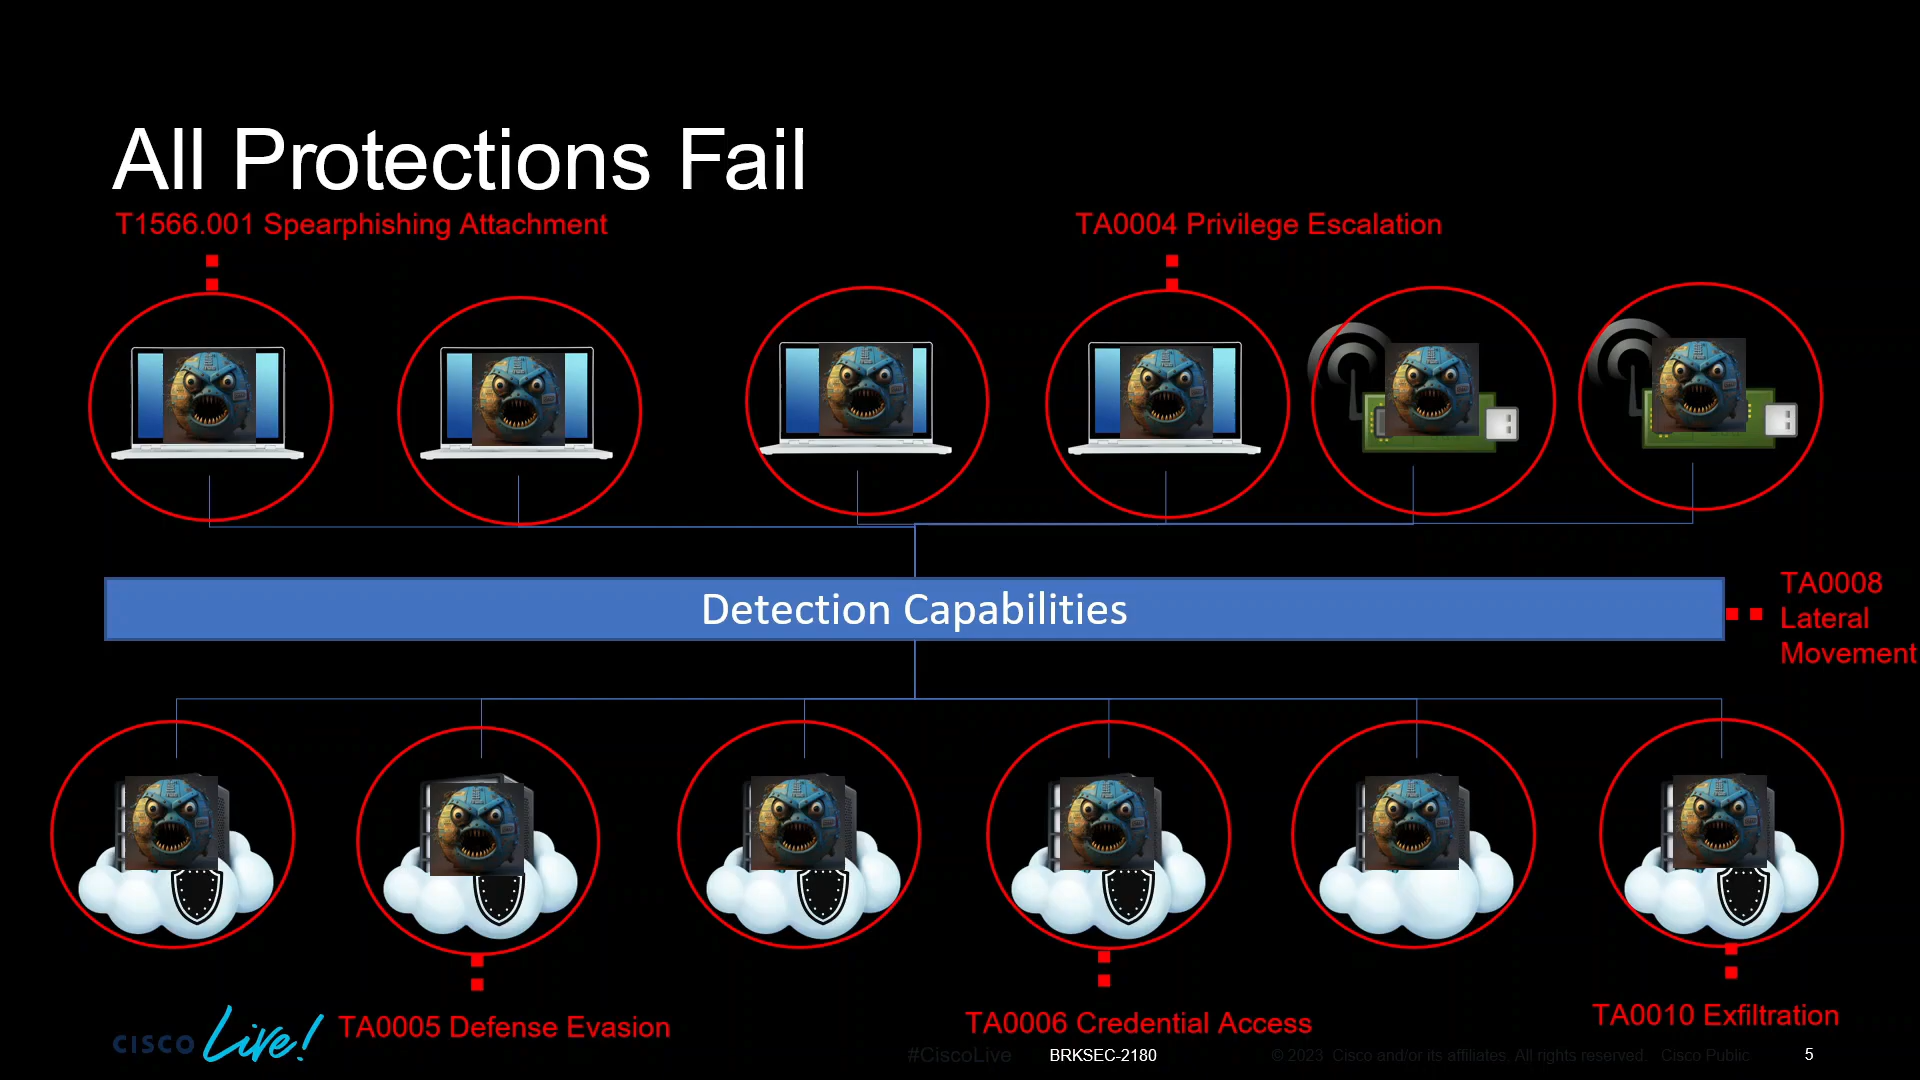 All Protections Fail
T1566.001 Spearphishing Attachment
TA0004 Privilege Escalation
Detection Capabilities
TA0008
Lateral
Movement
TA0005 Defense Evasion
TA0006 Credential Access
TA0010 Exfiltration
CISCO Live!
#CiscoLive
BRKSEC-2180
© 2023 Cisco and/or its affiliates. All rights reserved. Cisco Public
5